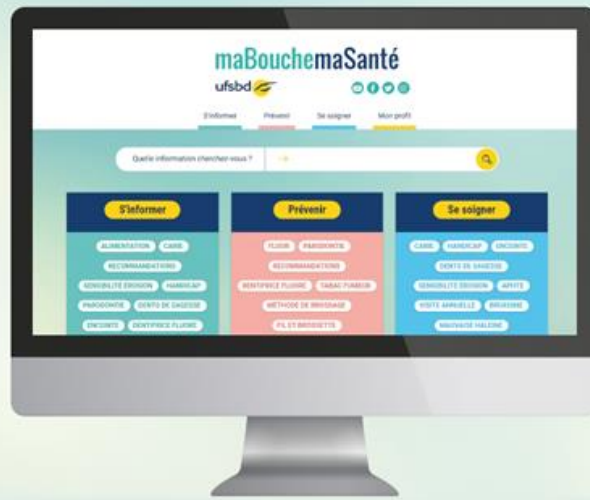 maBouchemaSanté
ufsbd
S'informer Prévenir Se soigner Mon profil
Quelle information cherchez-vous ?
S'informer Prévenir Se soigner
ALIMENTATION CARIE FLUOR PARODONTIE CARIE HANDICAP ENCEINTE
RECOMMANDATIONS RECOMMANDATIONS DENTS DE SAGESSE
SENSIBILITÉ ÉROSION HANDICAP DENTIFRICE FLUORÉ TABAC FUMEUR SENSIBILITÉ ÉROSION APHTE
PARODONTIE DENTS DE SAGESSE MÉTHODE DE BROSSAGE VISITE ANNUELLE BRUXISME
ENCEINTE DENTIFRICE FLUORÉ FIL ET BROSSETTE MAUVAISE HALEINE